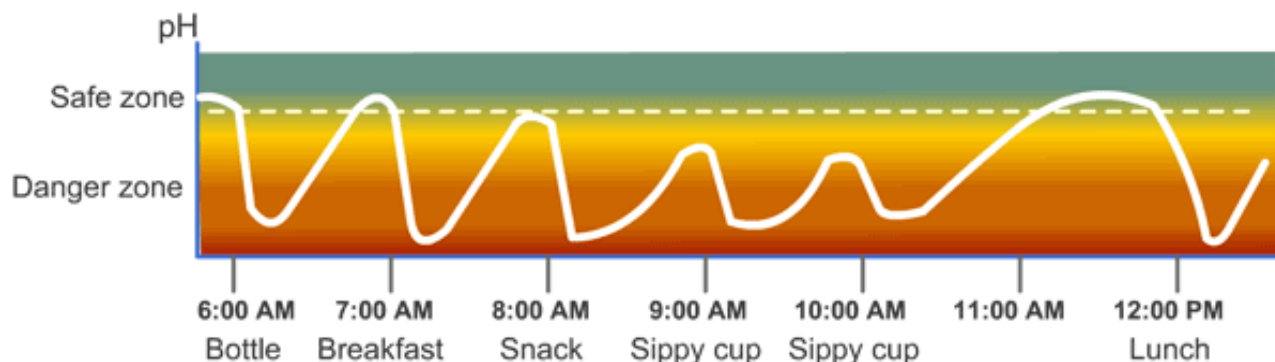 pH
Safe zone
Danger zone
6:00 AM 7:00 AM 8:00 AM 9:00 AM 10:00 AM 11:00 AM 12:00 PM
Bottle Breakfast Snack Sippy cup Sippy cup Lunch